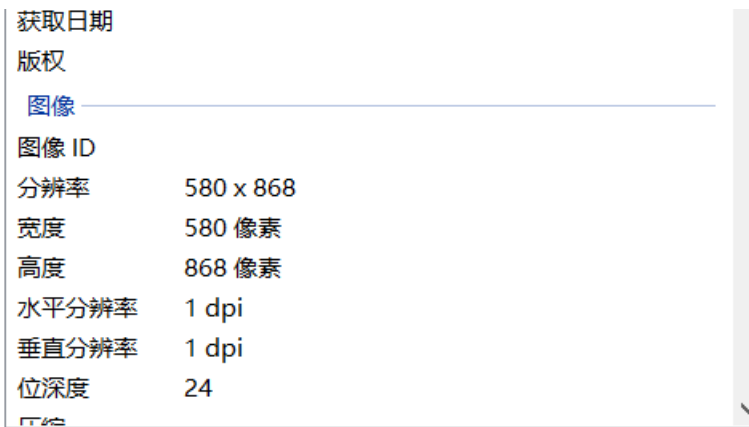 获取日期
版权
图像
图像 ID
分辨率 580 x 868
宽度 580 像素
高度 868 像素
水平分辨率 1 dpi
垂直分辨率 1 dpi
位深度 24
压缩